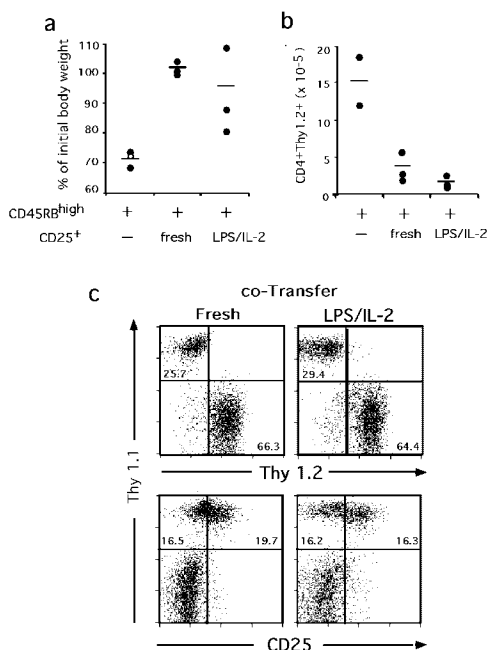 a
% of initial body weight
110
100
90
80
70
60
CD45RBhigh + + +
CD25+ − fresh LPS/IL-2
b
CD4+Thy1.2+ (x 10-5)
20
15
10
5
0
+ + +
− fresh LPS/IL-2
c
co-Transfer
Fresh LPS/IL-2
25.7 29.4
66.3 64.4
Thy 1.2
Thy 1.1
16.5 19.7 16.2 16.3
CD25